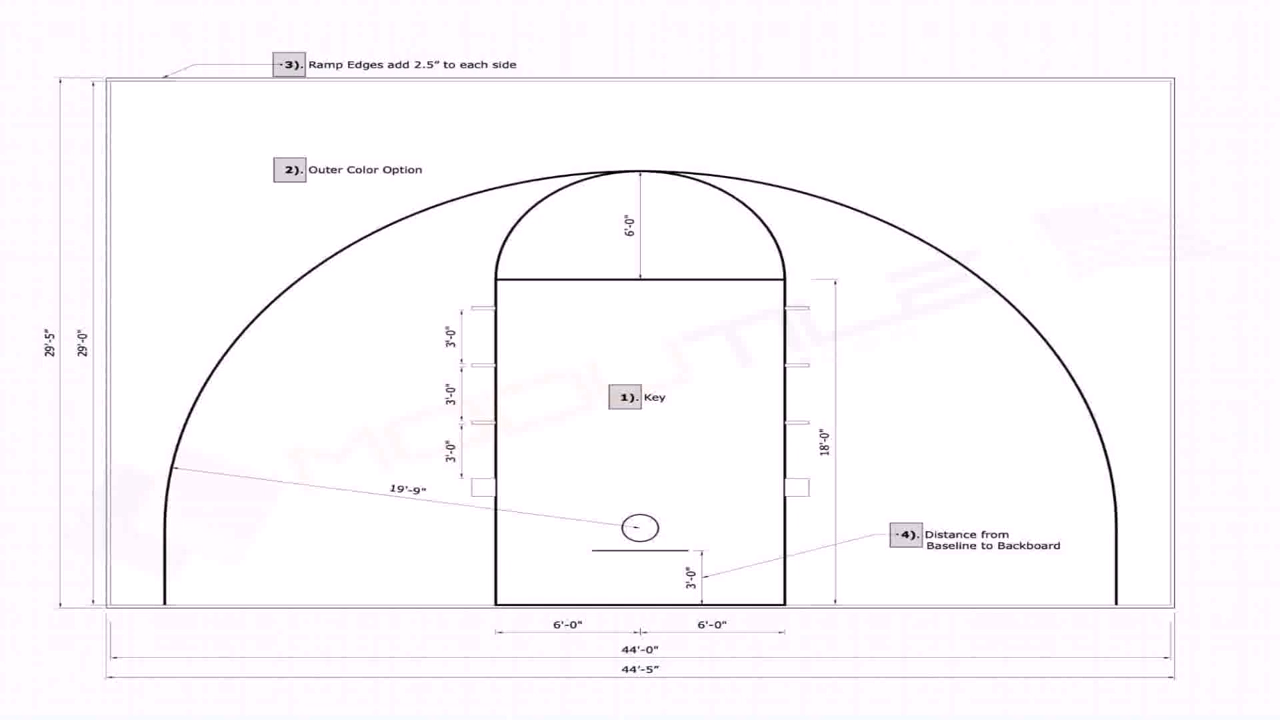 3). Ramp Edges add 2.5” to each side
2). Outer Color Option
6'-0"
3'-0"
3'-0"
3'-0"
29'-5"
29'-0"
1). Key
18'-0"
19'-9"
4). Distance from
Baseline to Backboard
3'-0"
6'-0" 6'-0"
44'-0"
44'-5”
MODUTILE